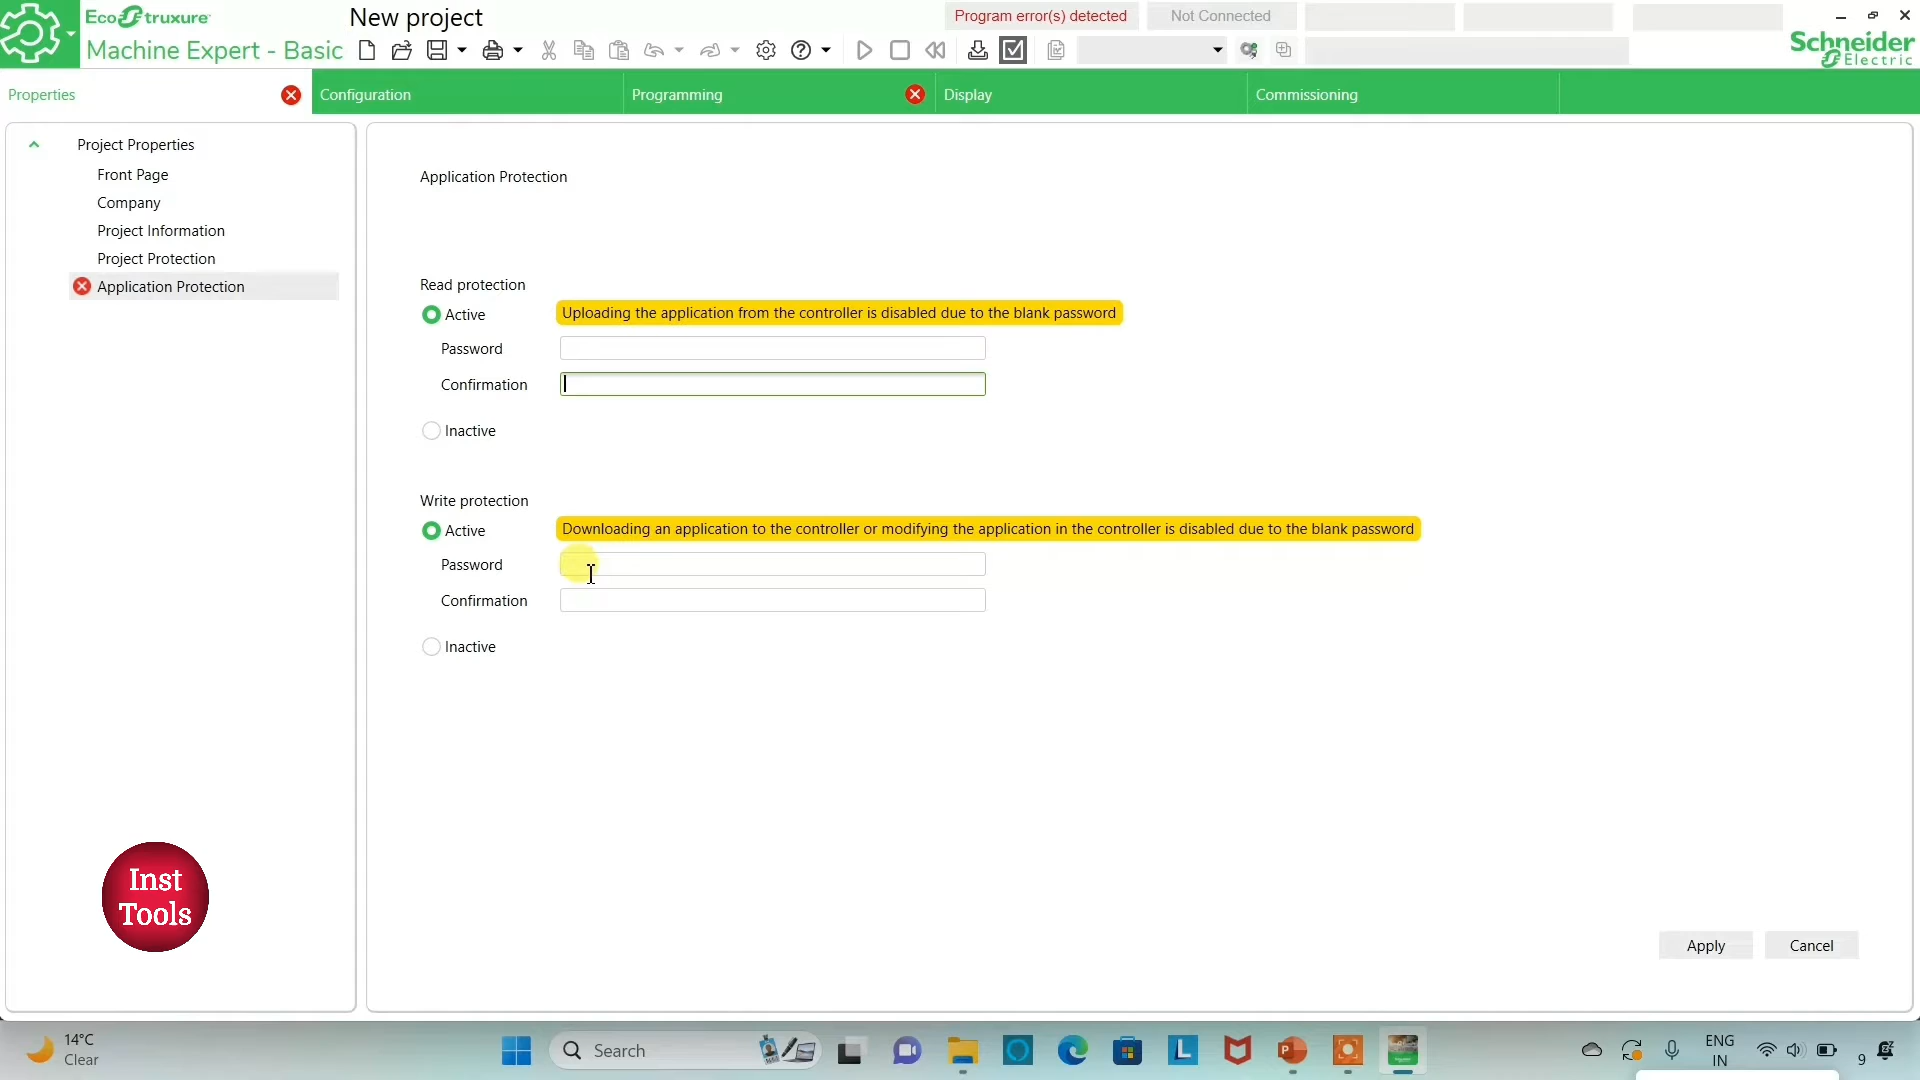 EcoStruxure
New project
Program error(s) detected
Not Connected
Machine Expert - Basic
Schneider
Electric
Properties
Configuration
Programming
Display
Commissioning
Project Properties
Front Page
Company
Project Information
Project Protection
Application Protection
Application Protection
Read protection
Active
Uploading the application from the controller is disabled due to the blank password
Password
Confirmation
Inactive
Write protection
Active
Downloading an application to the controller or modifying the application in the controller is disabled due to the blank password
Password
Confirmation
Inactive
Inst
Tools
Apply
Cancel
14°C
Clear
Search
L
P
ENG
IN
9